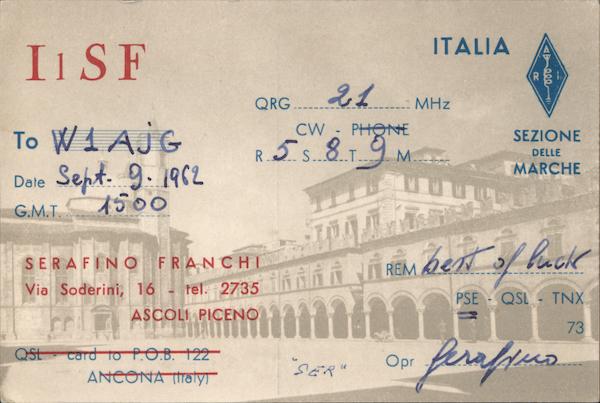 I1SF
ITALIA
A
R I
QRG 21 MHz
CW - PHONE
SEZIONE
DELLE
MARCHE
To W1AJG
R 5 S 8 T 9 M
Date Sept. 9. 1962
G.M.T. 1500
SERAFINO FRANCHI
Via Soderini, 16 - tel. 2735
ASCOLI PICENO
REM best of luck
PSE - QSL - TNX
73
QSL - card to P.O.B. 122
ANCONA (Italy)
"SER"
Opr Serafino